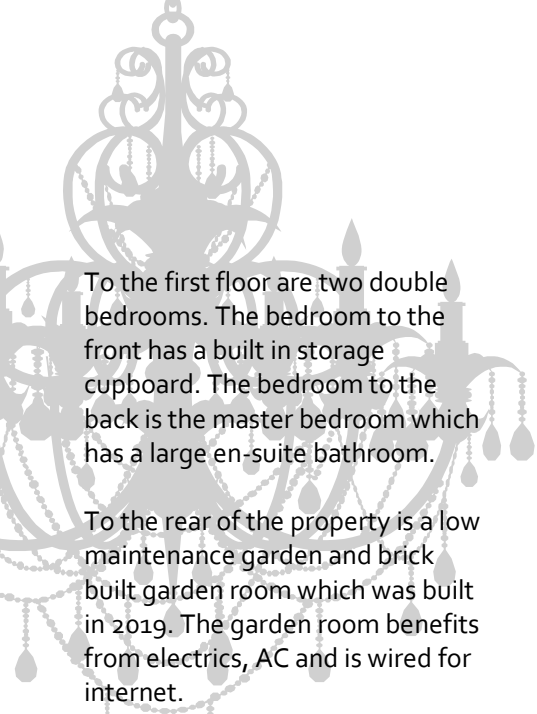 To the first floor are two double
bedrooms. The bedroom to the
front has a built in storage
cupboard. The bedroom to the
back is the master bedroom which
has a large en-suite bathroom.
To the rear of the property is a low
maintenance garden and brick
built garden room which was built
in 2019. The garden room benefits
from electrics, AC and is wired for
internet.